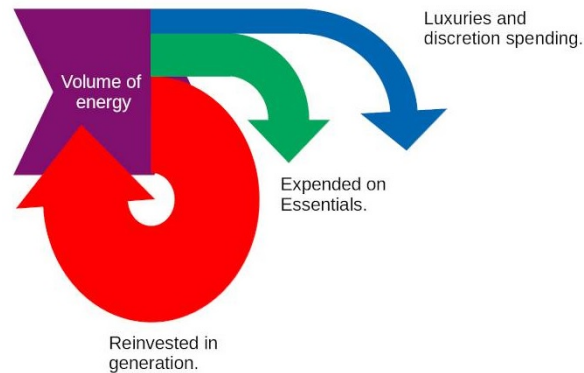 Luxuries and
discretion spending.
Volume of
energy
Expended on
Essentials.
Reinvested in
generation.